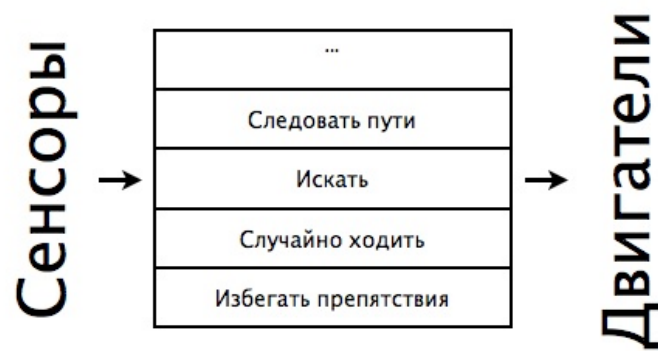 Сенсоры
...
Следовать пути
Искать
Случайно ходить
Избегать препятствия
Двигатели